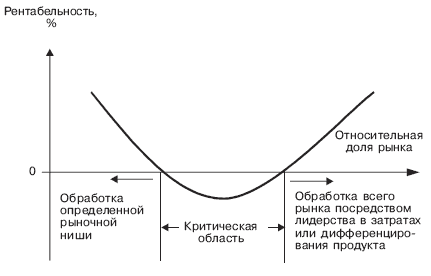 Рентабельность,
%
Относительная
доля рынка
0
Обработка
определенной
рыночной
ниши
Критическая
область
Обработка всего
рынка посредством
лидерства в затратах
или дифференциро-
вания продукта